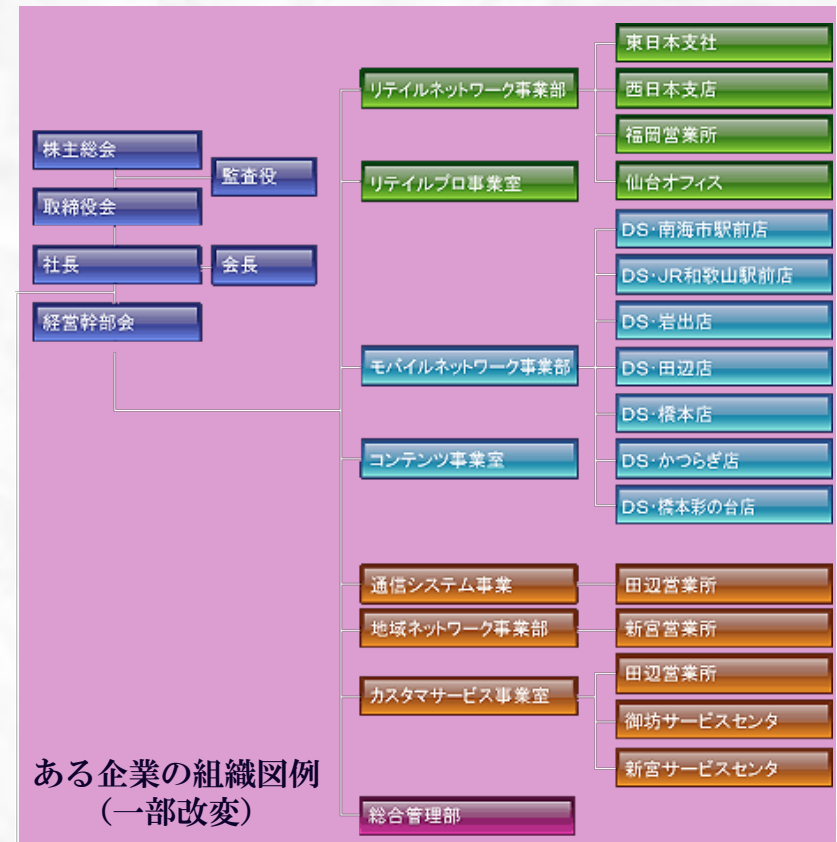 株主総会
監査役
取締役会
社長
会長
経営幹部会
リテイルネットワーク事業部
東日本支社
西日本支店
福岡営業所
仙台オフィス
リテイルプロ事業室
モバイルネットワーク事業部
DS・南海市駅前店
DS・JR和歌山駅前店
DS・岩出店
DS・田辺店
DS・橋本店
DS・かつらぎ店
DS・橋本彩の台店
コンテンツ事業室
通信システム事業
田辺営業所
地域ネットワーク事業部
新宮営業所
カスタマサービス事業室
田辺営業所
御坊サービスセンタ
新宮サービスセンタ
総合管理部
ある企業の組織図例
（一部改変）